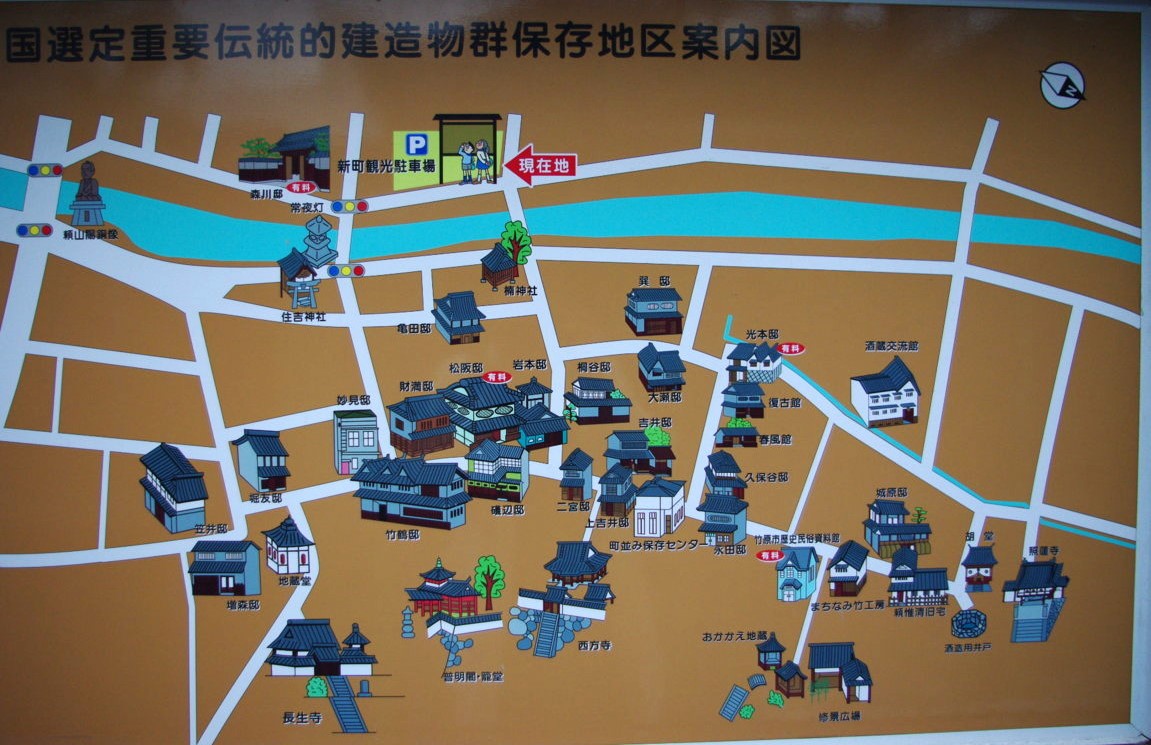 国選定重要伝統的建造物群保存地区案内図
N
P
新町観光駐車場
現在地
森川邸
有料
常夜灯
頼山陽銅像
住吉神社
楠神社
亀田邸
巽 邸
光本邸
有料
酒蔵交流館
松阪邸
有料
岩本邸
桐谷邸
大瀬邸
財満邸
妙見邸
吉井邸
復古館
春風館
堀友邸
笠井邸
竹鶴邸
磯辺邸
二宮邸
上吉井邸
久保谷邸
町並み保存センター
永田邸
竹原市歴史民俗資料館
有料
城原邸
胡 堂
照蓮寺
増森邸
地蔵堂
まちなみ竹工房
頼惟清旧宅
酒造用井戸
おかかえ地蔵
西方寺
普明閣・龍堂
長生寺
修景広場